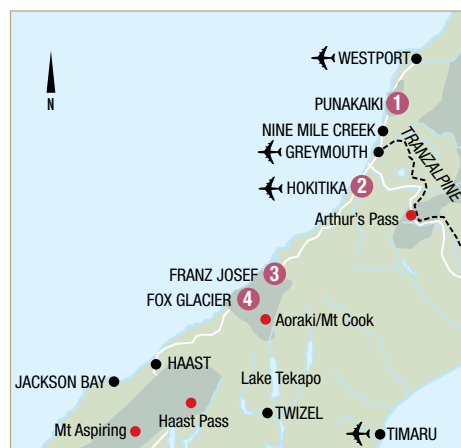 WESTPORT
PUNAKAIKI 1
N
NINE MILE CREEK
GREYMOUTH
TRANZALPINE
HOKITIKA 2
Arthur's Pass
FRANZ JOSEF 3
FOX GLACIER 4
Aoraki/Mt Cook
HAAST
JACKSON BAY
Lake Tekapo
Haast Pass
TWIZEL
Mt Aspiring
TIMARU